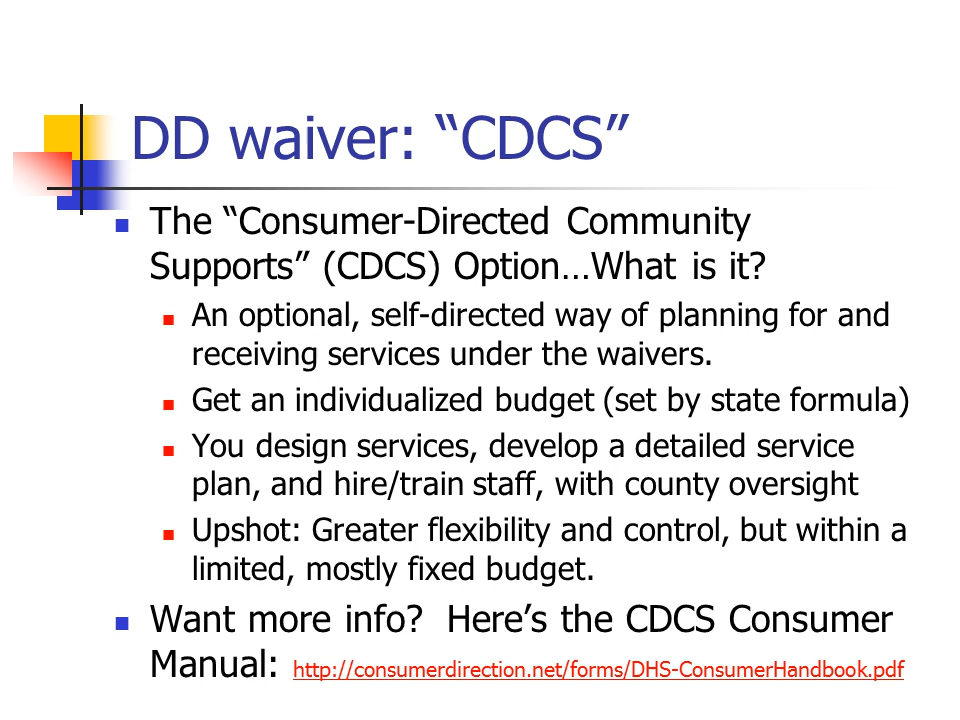 DD waiver: “CDCS”
The “Consumer-Directed Community
Supports” (CDCS) Option…What is it?
An optional, self-directed way of planning for and
receiving services under the waivers.
Get an individualized budget (set by state formula)
You design services, develop a detailed service
plan, and hire/train staff, with county oversight
Upshot: Greater flexibility and control, but within a
limited, mostly fixed budget.
Want more info?  Here’s the CDCS Consumer
Manual: http://consumerdirection.net/forms/DHS-ConsumerHandbook.pdf